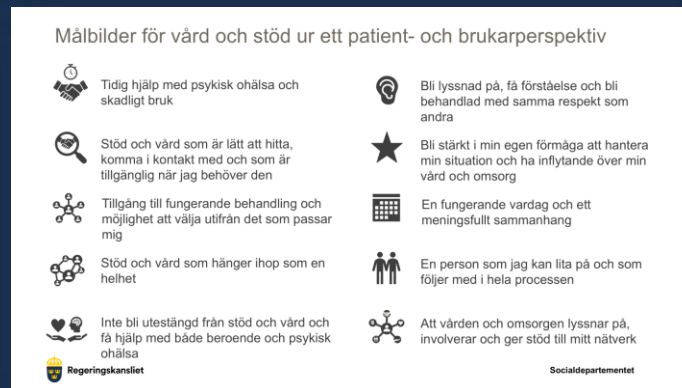 Målbilder för vård och stöd ur ett patient- och brukarperspektiv
Tidig hjälp med psykisk ohälsa och
skadligt bruk
Stöd och vård som är lätt att hitta,
komma i kontakt med och som är
tillgänglig när jag behöver den
Tillgång till fungerande behandling och
möjlighet att välja utifrån det som passar
mig
Stöd och vård som hänger ihop som en
helhet
Inte bli utestängd från stöd och vård och
få hjälp med både beroende och psykisk
ohälsa
Bli lyssnad på, få förståelse och bli
behandlad med samma respekt som
andra
Bli stärkt i min egen förmåga att hantera
min situation och ha inflytande över min
vård och omsorg
En fungerande vardag och ett
meningsfullt sammanhang
En person som jag kan lita på och som
följer med i hela processen
Att vården och omsorgen lyssnar på,
involverar och ger stöd till mitt nätverk
Regeringskansliet
Socialdepartementet